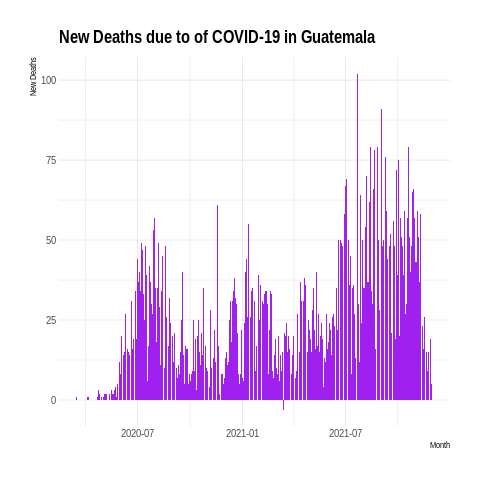 New Deaths due to of COVID-19 in Guatemala
New Deaths
100
75
50
25
0
2020-07
2021-01
2021-07
Month